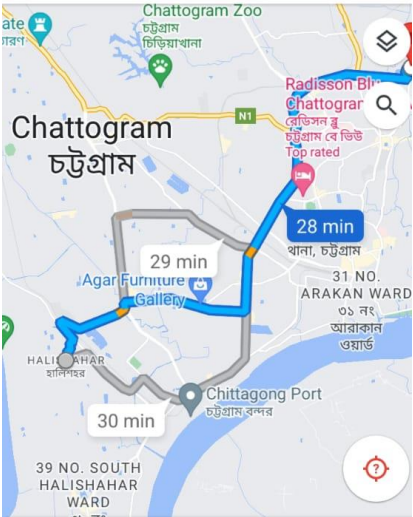 Chattogram Zoo
চট্টগ্রাম
চিড়িয়াখানা
ate
তোরণ
N1
Radisson Blu
Chattogram
রেডিসন ব্লু
চট্টগ্রাম বে ভিউ
Top rated
Chattogram
চট্টগ্রাম
28 min
29 min
থানা, চট্টগ্রাম
Agar Furniture
Gallery
31 NO.
ARAKAN WARD
৩১ নং
আরাকান
ওয়ার্ড
HALISHAHAR
হালিশহর
Chittagong Port
চট্টগ্রাম বন্দর
30 min
39 NO. SOUTH
HALISHAHAR
WARD
?